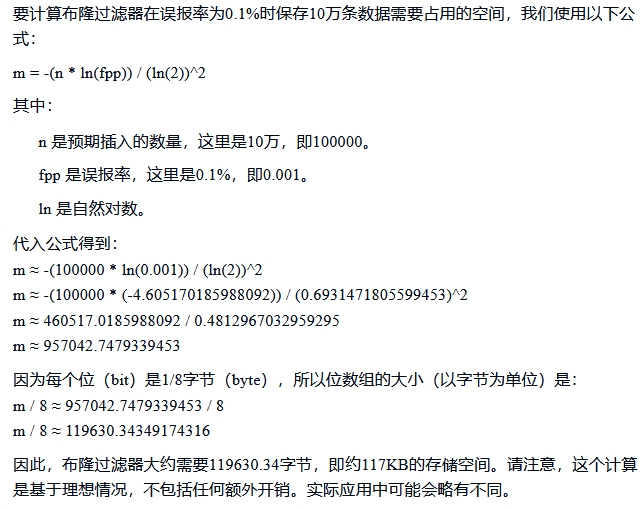 要计算布隆过滤器在误报率为0.1%时保存10万条数据需要占用的空间，我们使用以下公
式：
m = -(n * ln(fpp)) / (ln(2))^2
其中：
n 是预期插入的数量，这里是10万，即100000。
fpp 是误报率，这里是0.1%，即0.001。
ln 是自然对数。
代入公式得到：
m ≈ -(100000 * ln(0.001)) / (ln(2))^2
m ≈ -(100000 * (-4.605170185988092)) / (0.6931471805599453)^2
m ≈ 460517.0185988092 / 0.4812967032959295
m ≈ 957042.7479339453
因为每个位（bit）是1/8字节（byte），所以位数组的大小（以字节为单位）是：
m / 8 ≈ 957042.7479339453 / 8
m / 8 ≈ 119630.34349174316
因此，布隆过滤器大约需要119630.34字节，即约117KB的存储空间。请注意，这个计算
是基于理想情况，不包括任何额外开销。实际应用中可能会略有不同。